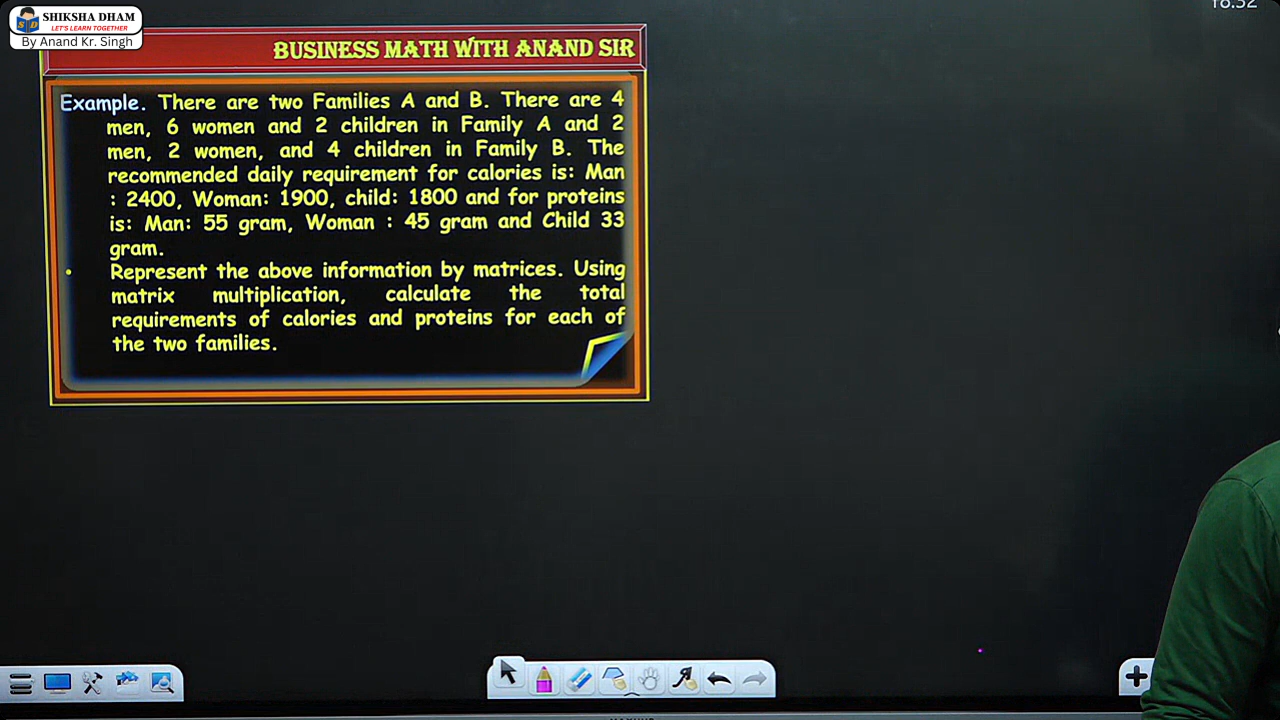 SHIKSHA DHAM
LET'S LEARN TOGETHER
By Anand Kr. Singh
BUSINESS MATH WITH ANAND SIR
Example. There are two Families A and B. There are 4
men, 6 women and 2 children in Family A and 2
men, 2 women, and 4 children in Family B. The
recommended daily requirement for calories is: Man
: 2400, Woman: 1900, child: 1800 and for proteins
is: Man: 55 gram, Woman : 45 gram and Child 33
gram.
• Represent the above information by matrices. Using
matrix multiplication, calculate the total
requirements of calories and proteins for each of
the two families.